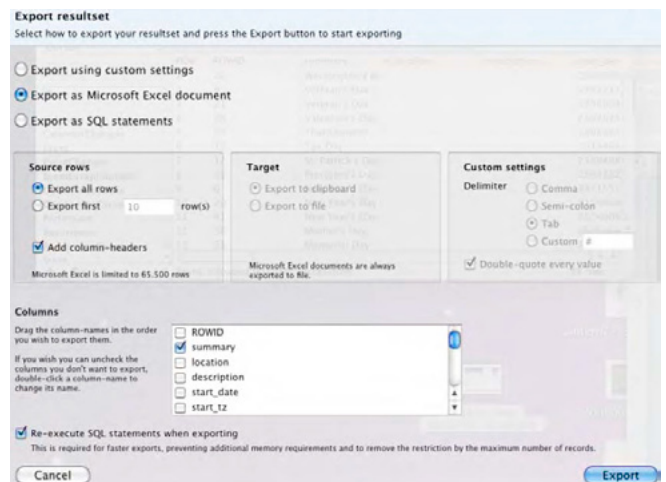 Export resultset
Select how to export your resultset and press the Export button to start exporting
Export using custom settings
Export as Microsoft Excel document
Export as SQL statements
Source rows
Export all rows
Export first 10 row(s)
Add column-headers
Microsoft Excel is limited to 65.500 rows
Target
Export to clipboard
Export to file
Microsoft Excel documents are always
exported to file.
Custom settings
Delimiter Comma
Semi-colon
Tab
Custom #
Double-quote every value
Columns
Drag the column-names in the order
you wish to export them.
If you wish you can uncheck the
columns you don't want to export,
double-click a column-name to
change its name.
ROWID
summary
location
description
start_date
start_tz
Re-execute SQL statements when exporting
This is required for faster exports, preventing additional memory requirements and to remove the restriction by the maximum number of records.
Cancel
Export